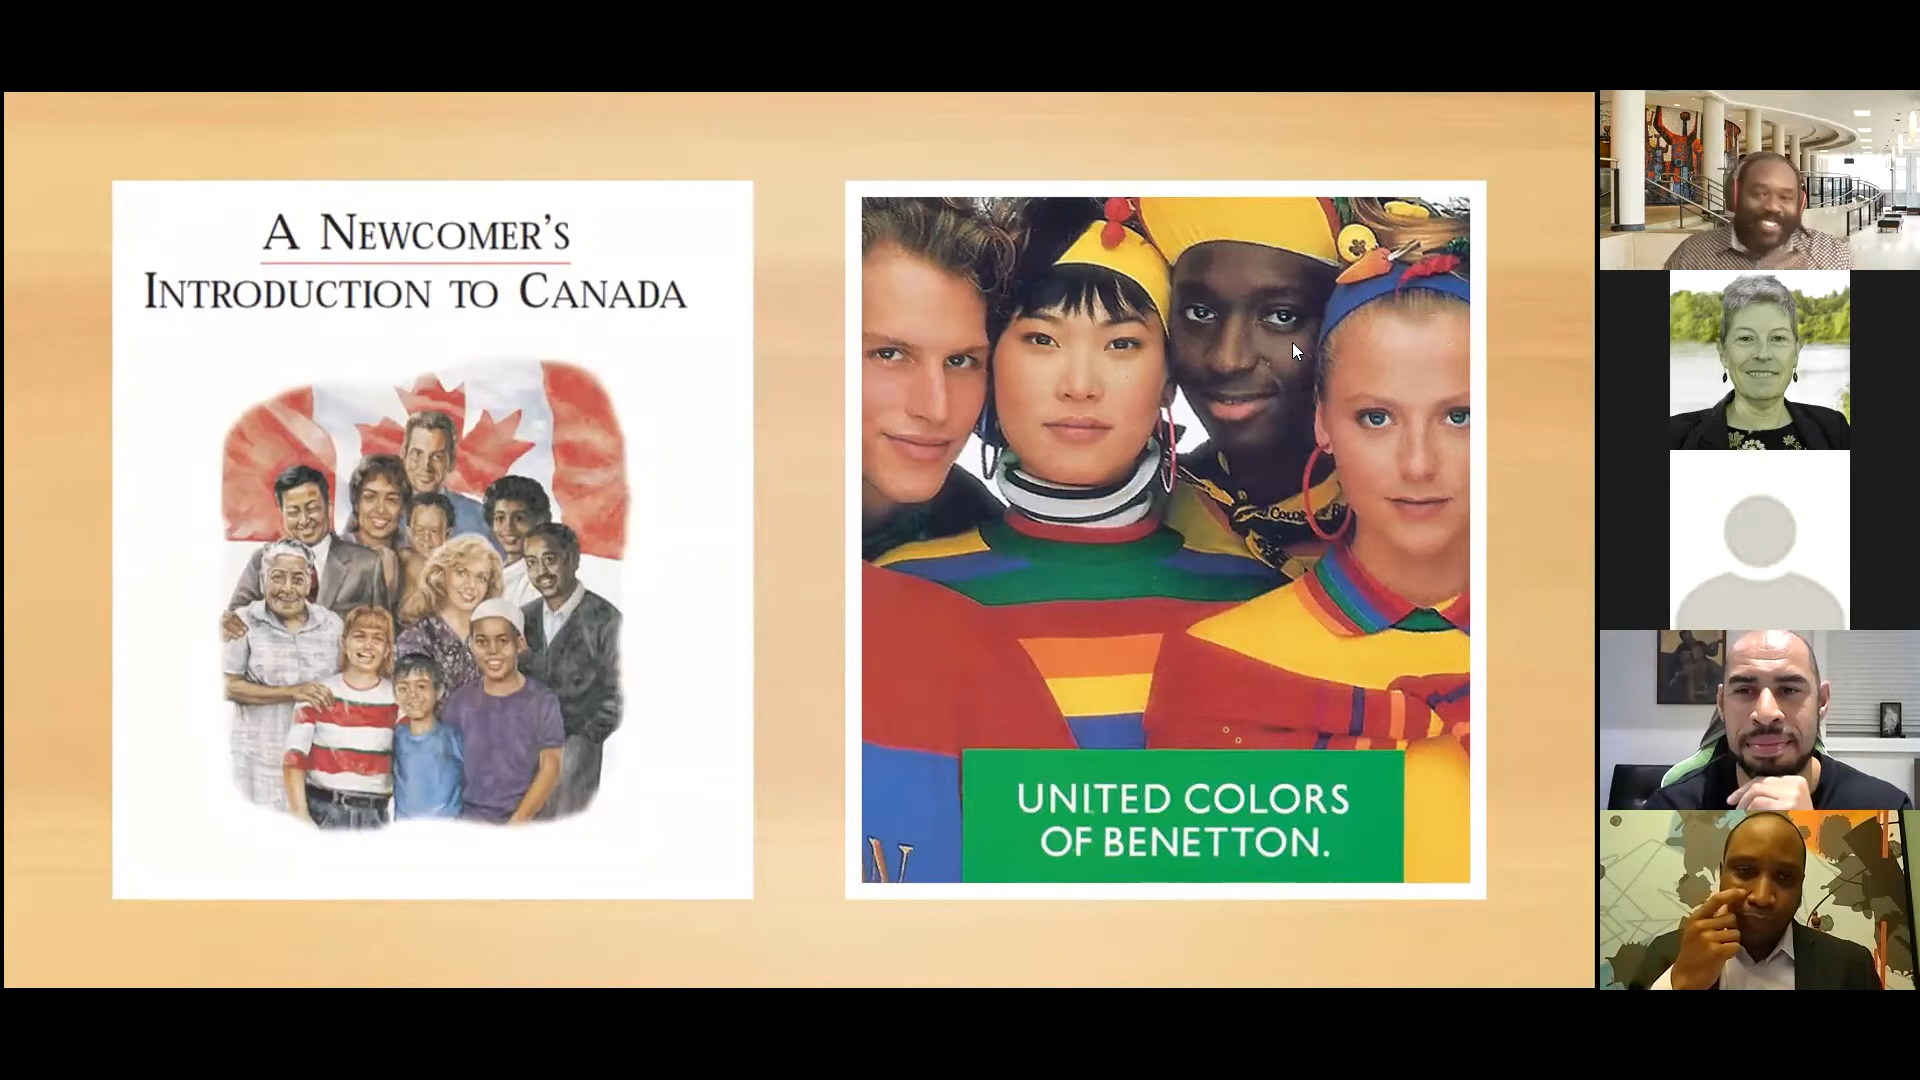 A NEWCOMER'S
INTRODUCTION TO CANADA
UNITED COLORS
OF BENETTON.